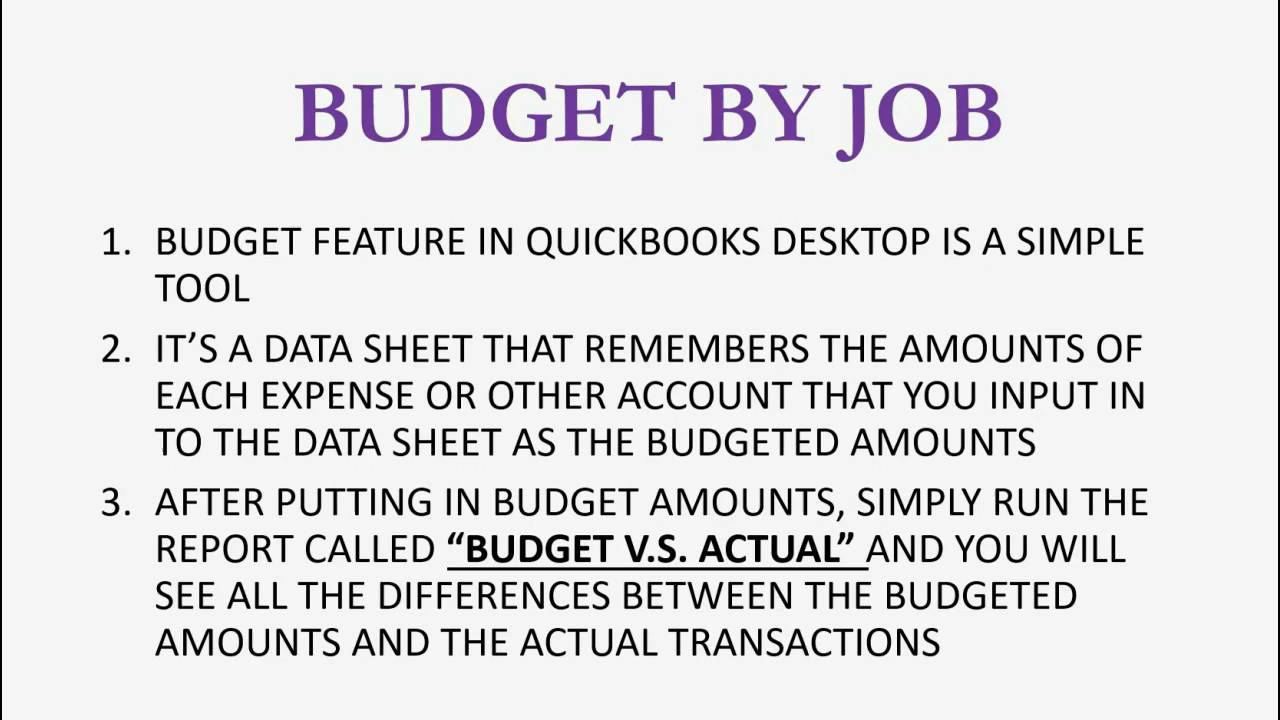 BUDGET BY JOB
1. BUDGET FEATURE IN QUICKBOOKS DESKTOP IS A SIMPLE
TOOL
2. IT’S A DATA SHEET THAT REMEMBERS THE AMOUNTS OF
EACH EXPENSE OR OTHER ACCOUNT THAT YOU INPUT IN
TO THE DATA SHEET AS THE BUDGETED AMOUNTS
3. AFTER PUTTING IN BUDGET AMOUNTS, SIMPLY RUN THE
REPORT CALLED “BUDGET V.S. ACTUAL” AND YOU WILL
SEE ALL THE DIFFERENCES BETWEEN THE BUDGETED
AMOUNTS AND THE ACTUAL TRANSACTIONS